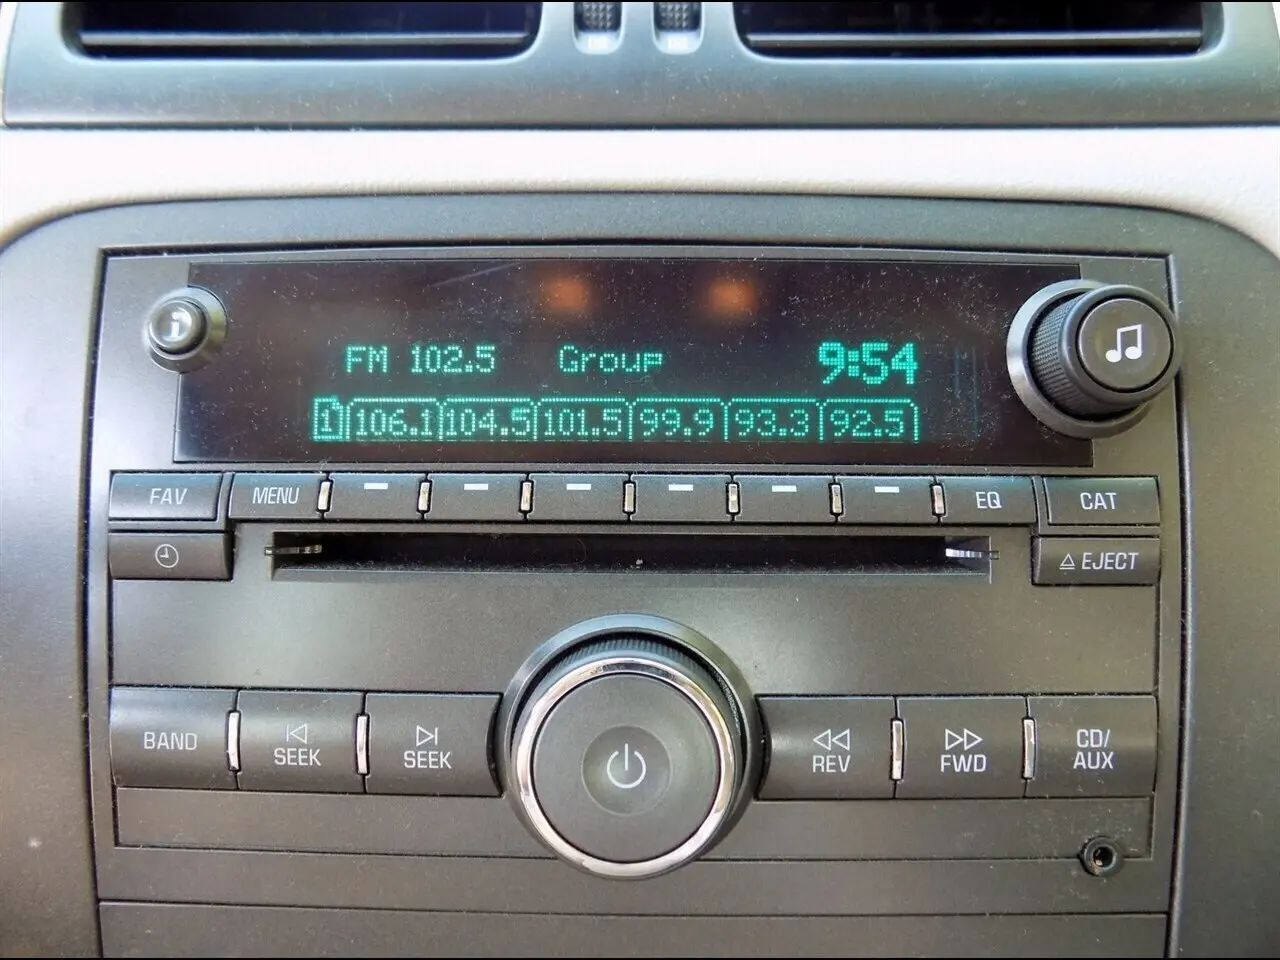 i
FM 102.5 Group 9:54
1 106.1 104.5 101.5 99.9 93.3 92.5
FAV MENU EQ CAT
EJECT
BAND SEEK SEEK REV FWD CD/
AUX